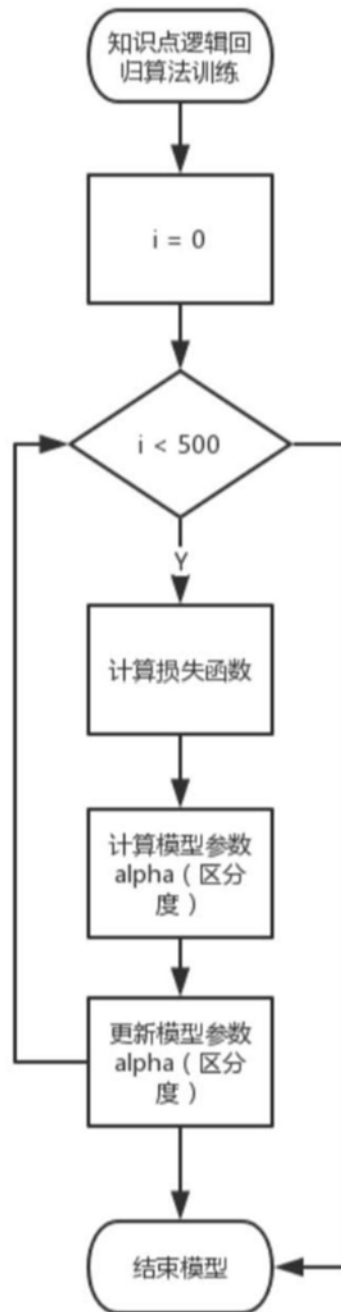 知识点逻辑回
归算法训练
i = 0
i < 500
Y
计算损失函数
计算模型参数
alpha（区分
度）
更新模型参数
alpha（区分
度）
结束模型